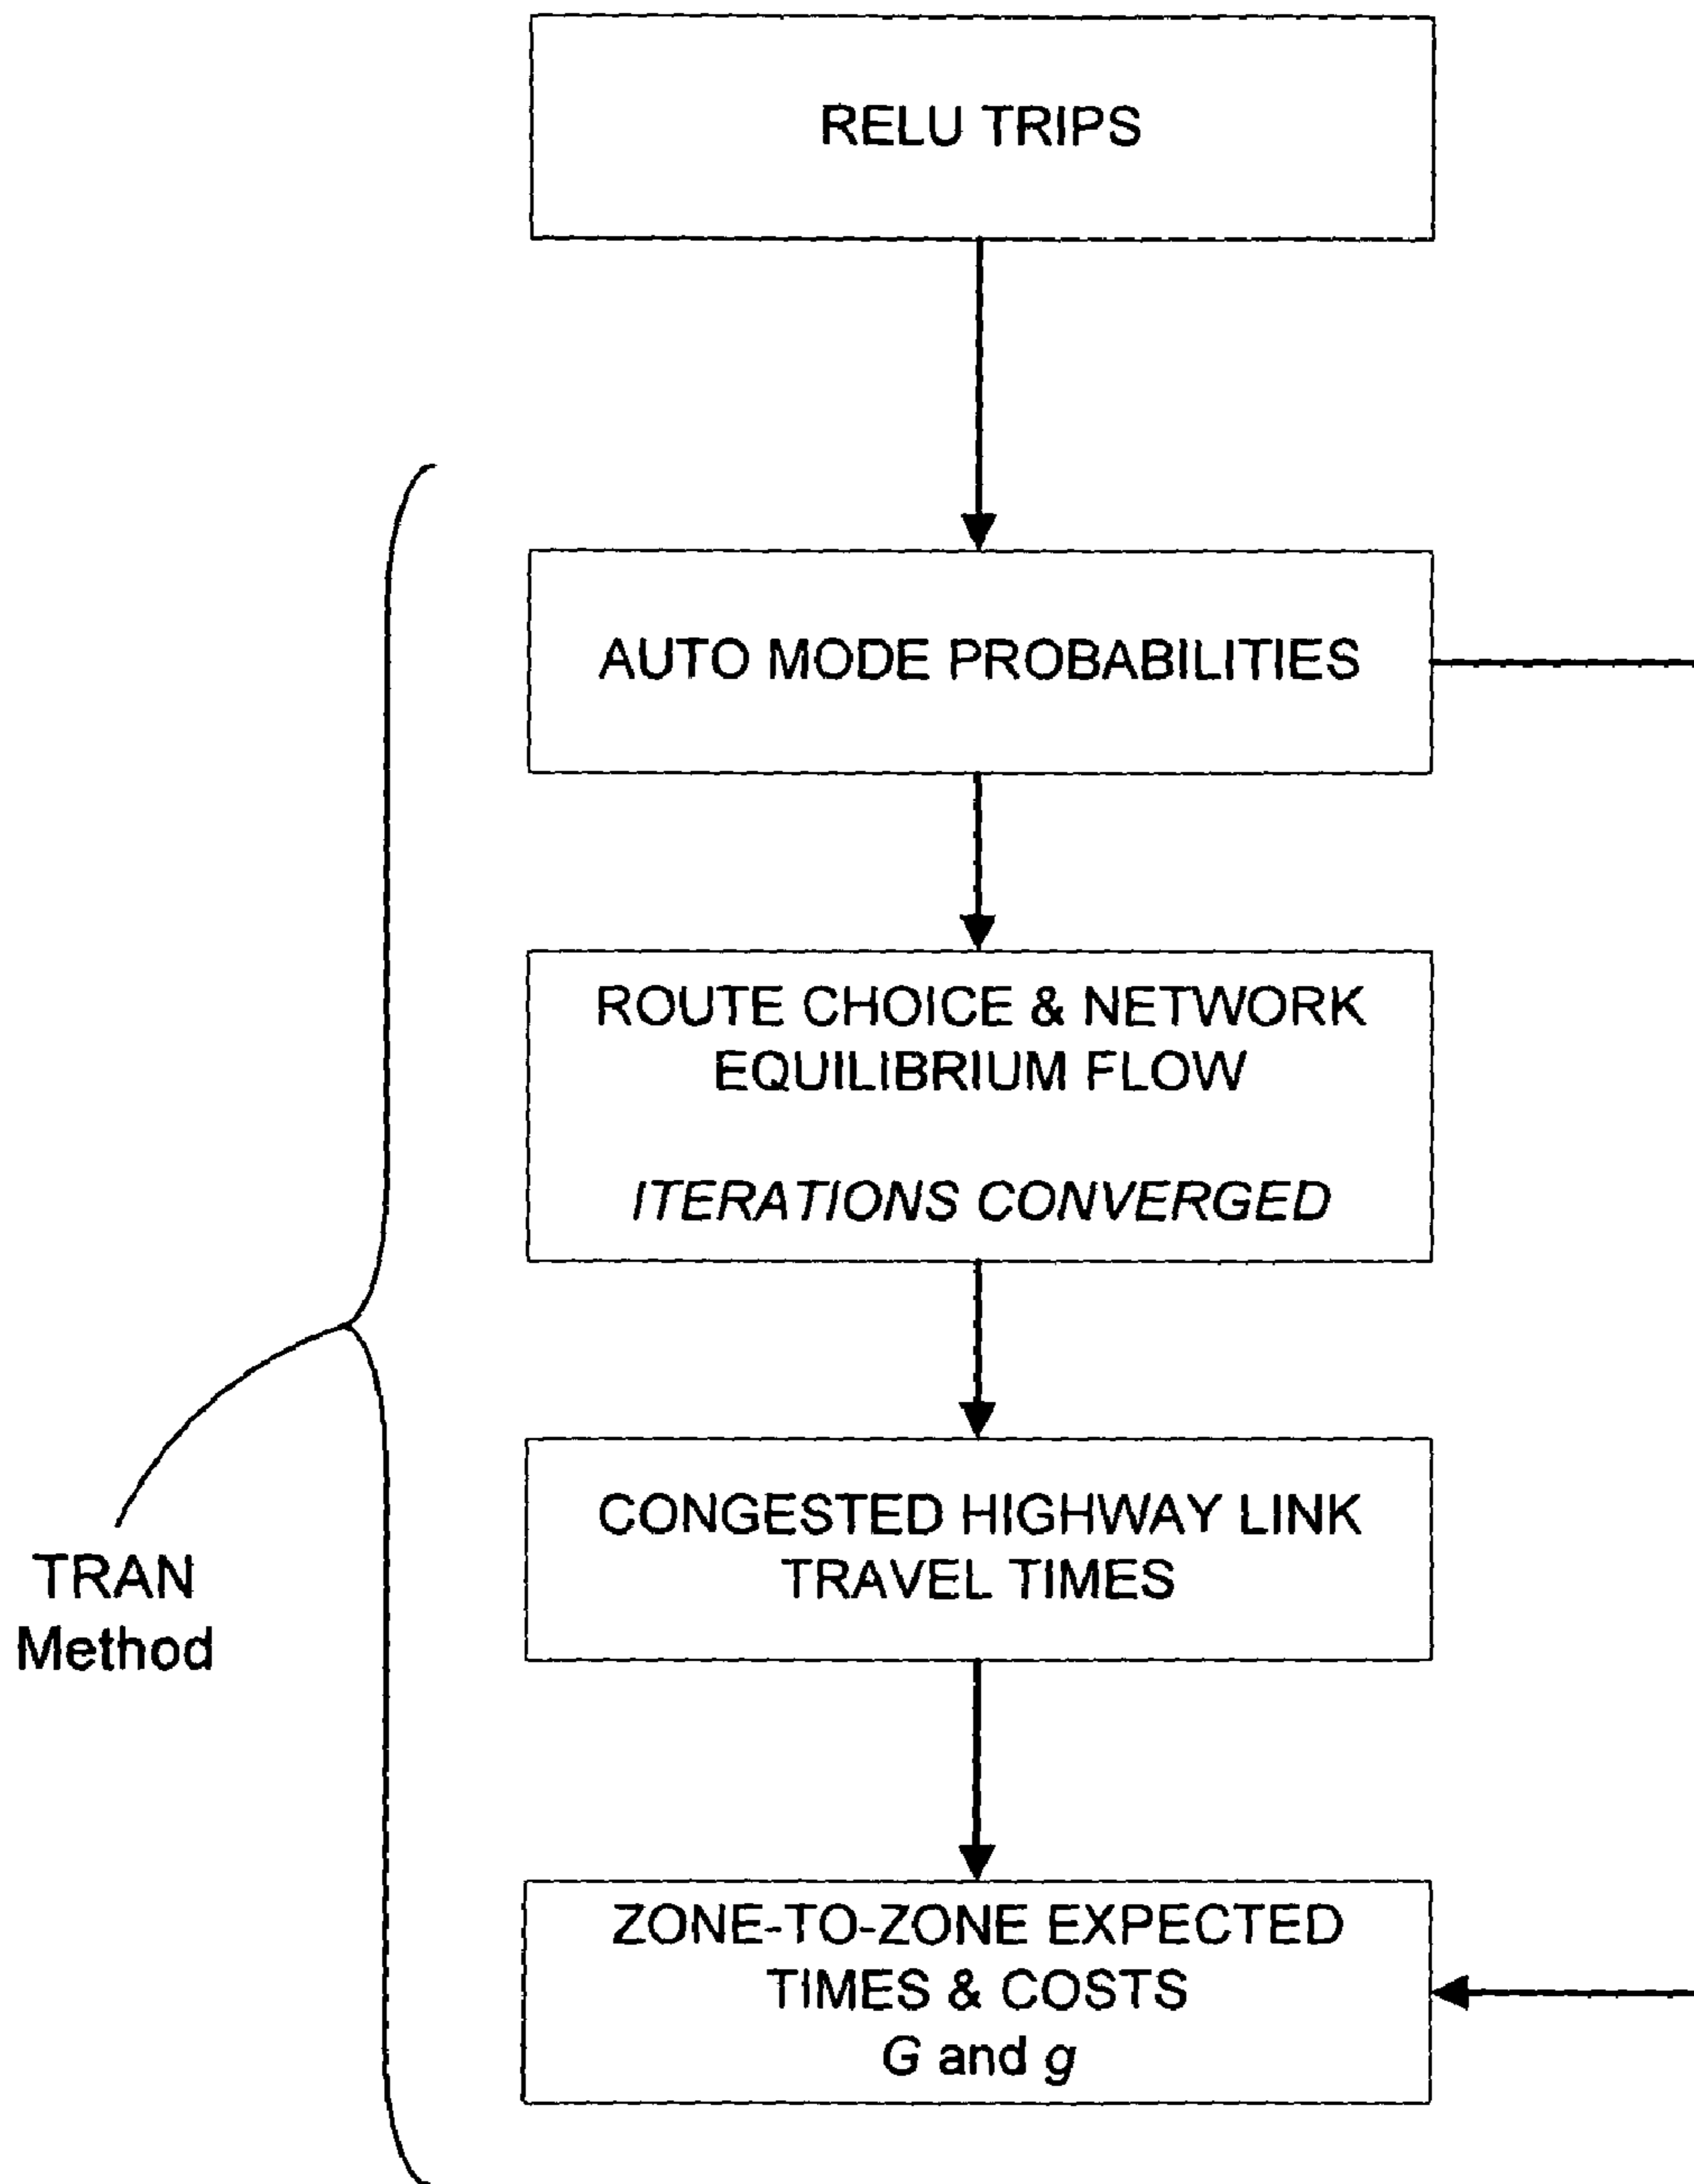 RELU TRIPS
AUTO MODE PROBABILITIES
ROUTE CHOICE & NETWORK
EQUILIBRIUM FLOW
ITERATIONS CONVERGED
CONGESTED HIGHWAY LINK
TRAVEL TIMES
TRAN
Method
ZONE-TO-ZONE EXPECTED
TIMES & COSTS
G and g